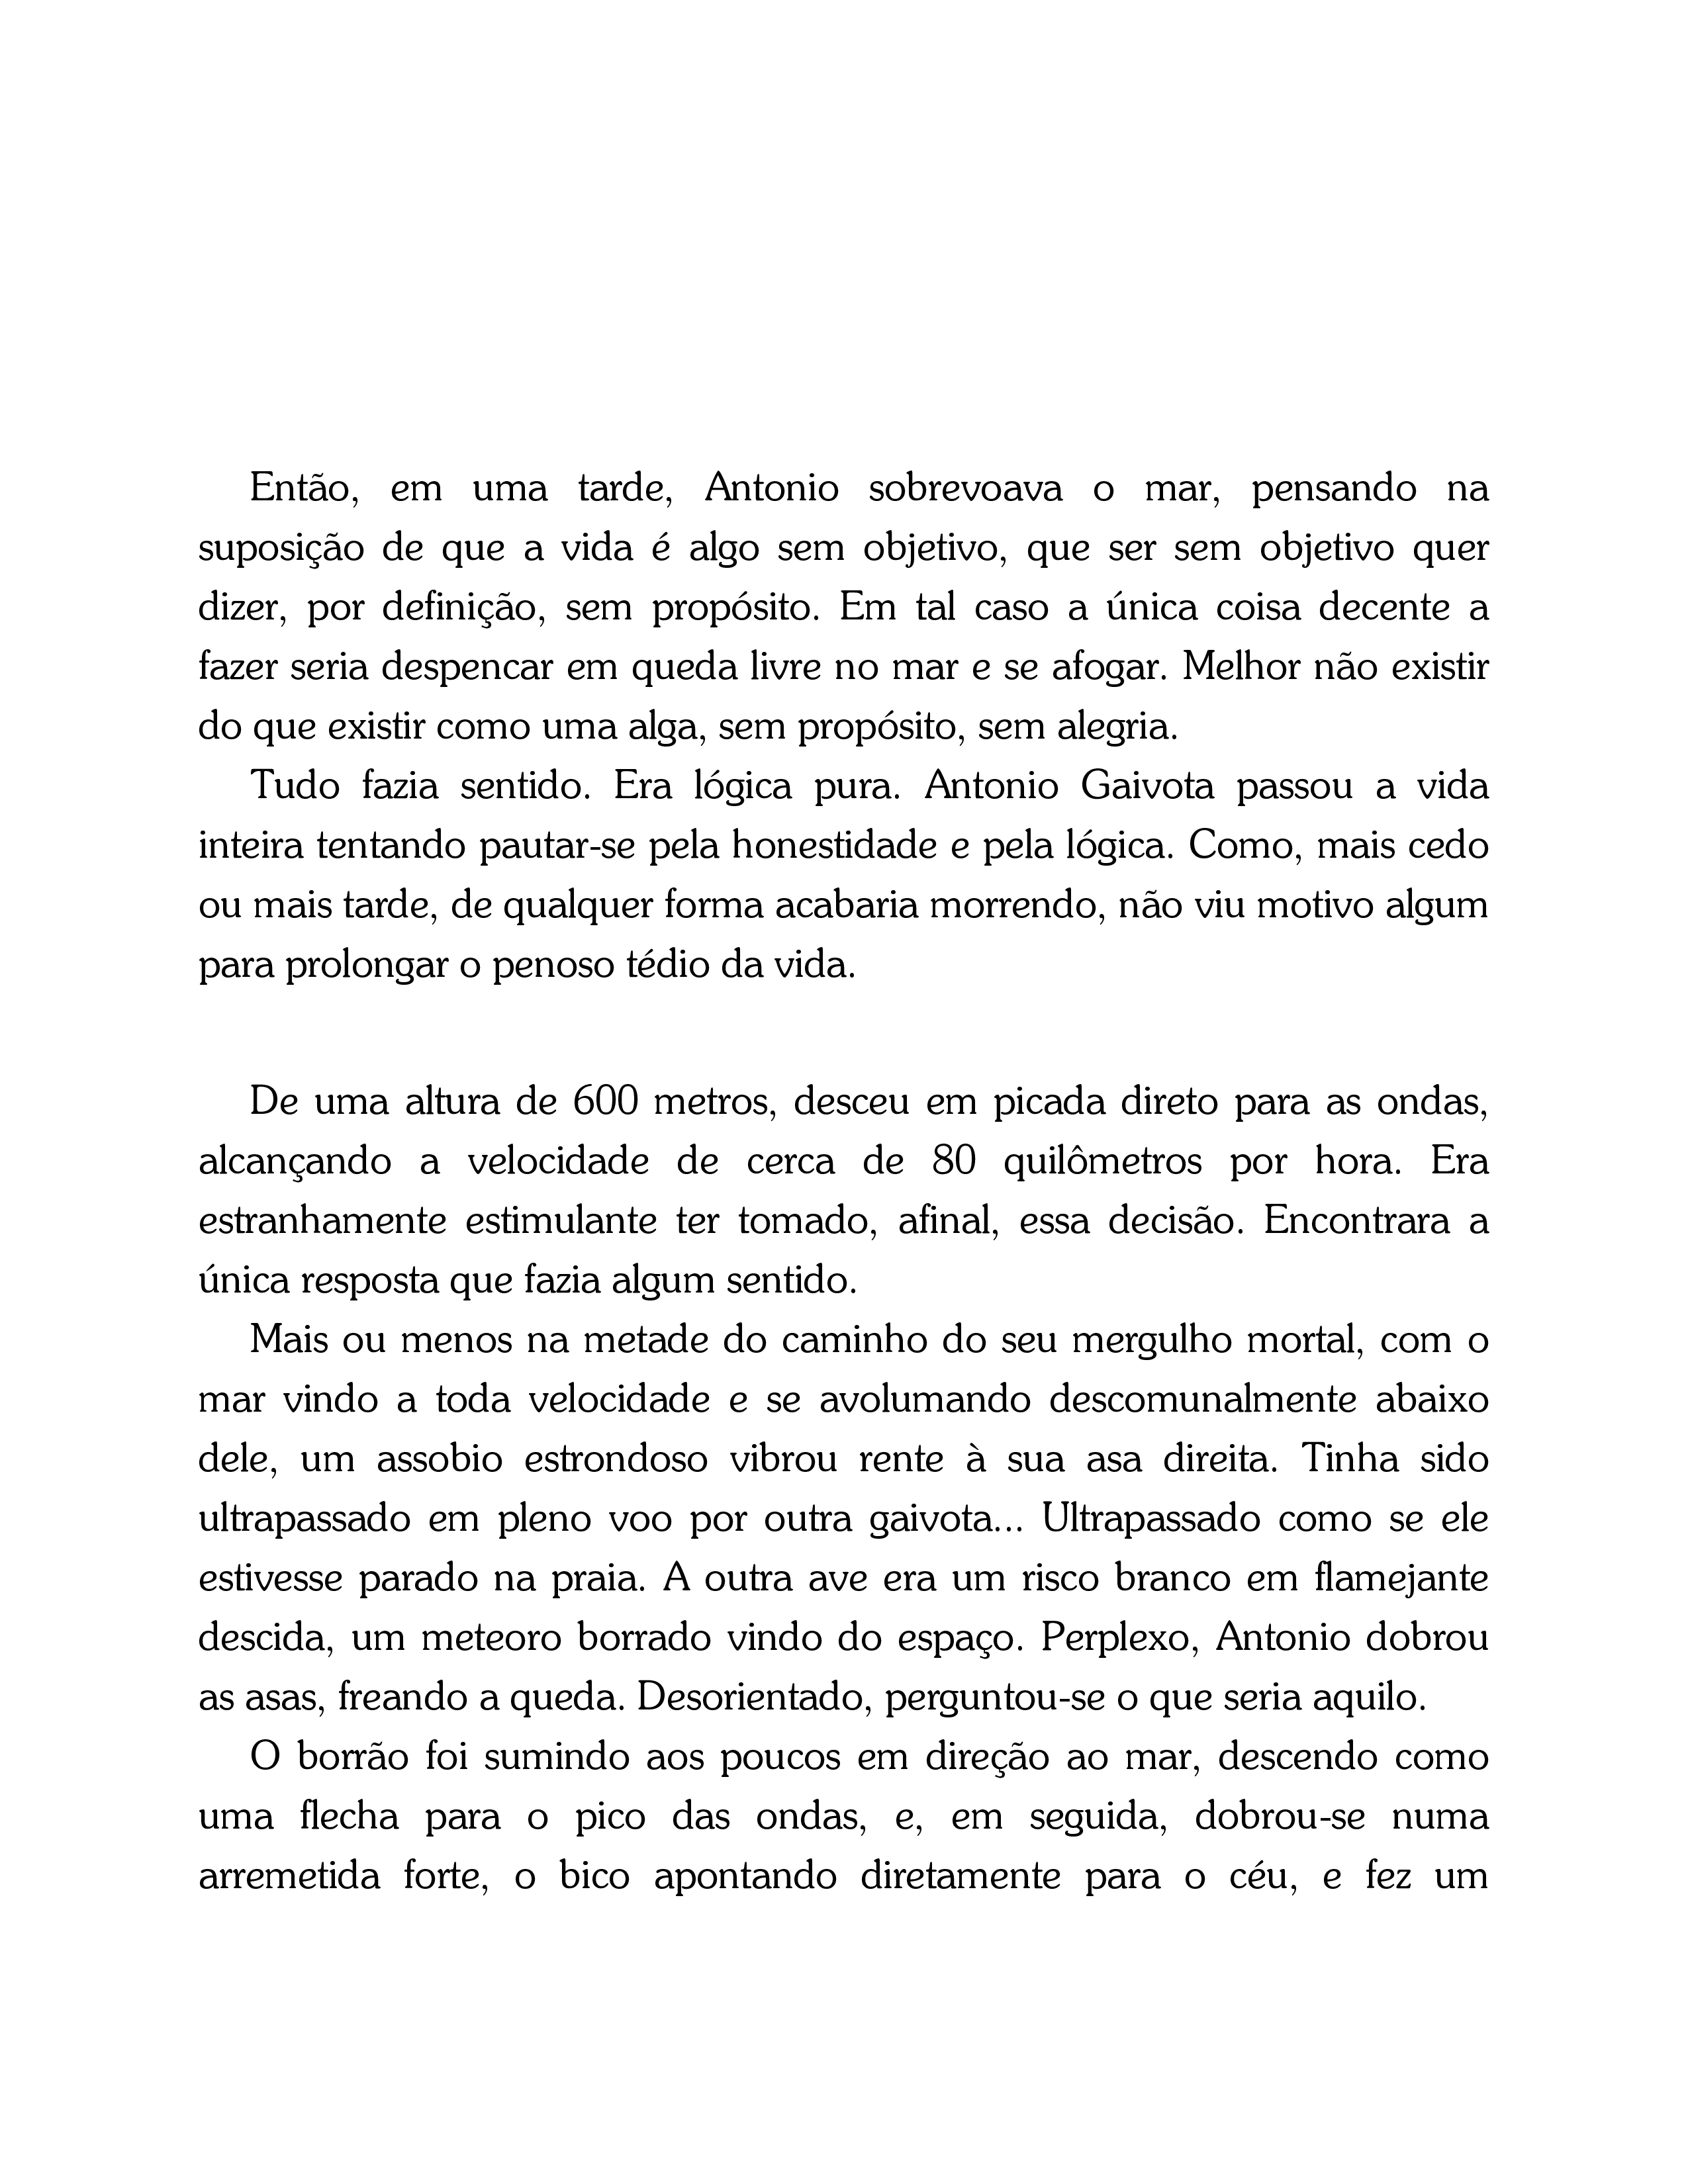 Então, em uma tarde, Antonio sobrevoava o mar, pensando na
suposição de que a vida é algo sem objetivo, que ser sem objetivo quer
dizer, por definição, sem propósito. Em tal caso a única coisa decente a
fazer seria despencar em queda livre no mar e se afogar. Melhor não existir
do que existir como uma alga, sem propósito, sem alegria.
Tudo fazia sentido. Era lógica pura. Antonio Gaivota passou a vida
inteira tentando pautar-se pela honestidade e pela lógica. Como, mais cedo
ou mais tarde, de qualquer forma acabaria morrendo, não viu motivo algum
para prolongar o penoso tédio da vida.
De uma altura de 600 metros, desceu em picada direto para as ondas,
alcançando a velocidade de cerca de 80 quilômetros por hora. Era
estranhamente estimulante ter tomado, afinal, essa decisão. Encontrara a
única resposta que fazia algum sentido.
Mais ou menos na metade do caminho do seu mergulho mortal, com o
mar vindo a toda velocidade e se avolumando descomunalmente abaixo
dele, um assobio estrondoso vibrou rente à sua asa direita. Tinha sido
ultrapassado em pleno voo por outra gaivota... Ultrapassado como se ele
estivesse parado na praia. A outra ave era um risco branco em flamejante
descida, um meteoro borrado vindo do espaço. Perplexo, Antonio dobrou
as asas, freando a queda. Desorientado, perguntou-se o que seria aquilo.
O borrão foi sumindo aos poucos em direção ao mar, descendo como
uma flecha para o pico das ondas, e, em seguida, dobrou-se numa
arremetida forte, o bico apontando diretamente para o céu, e fez um